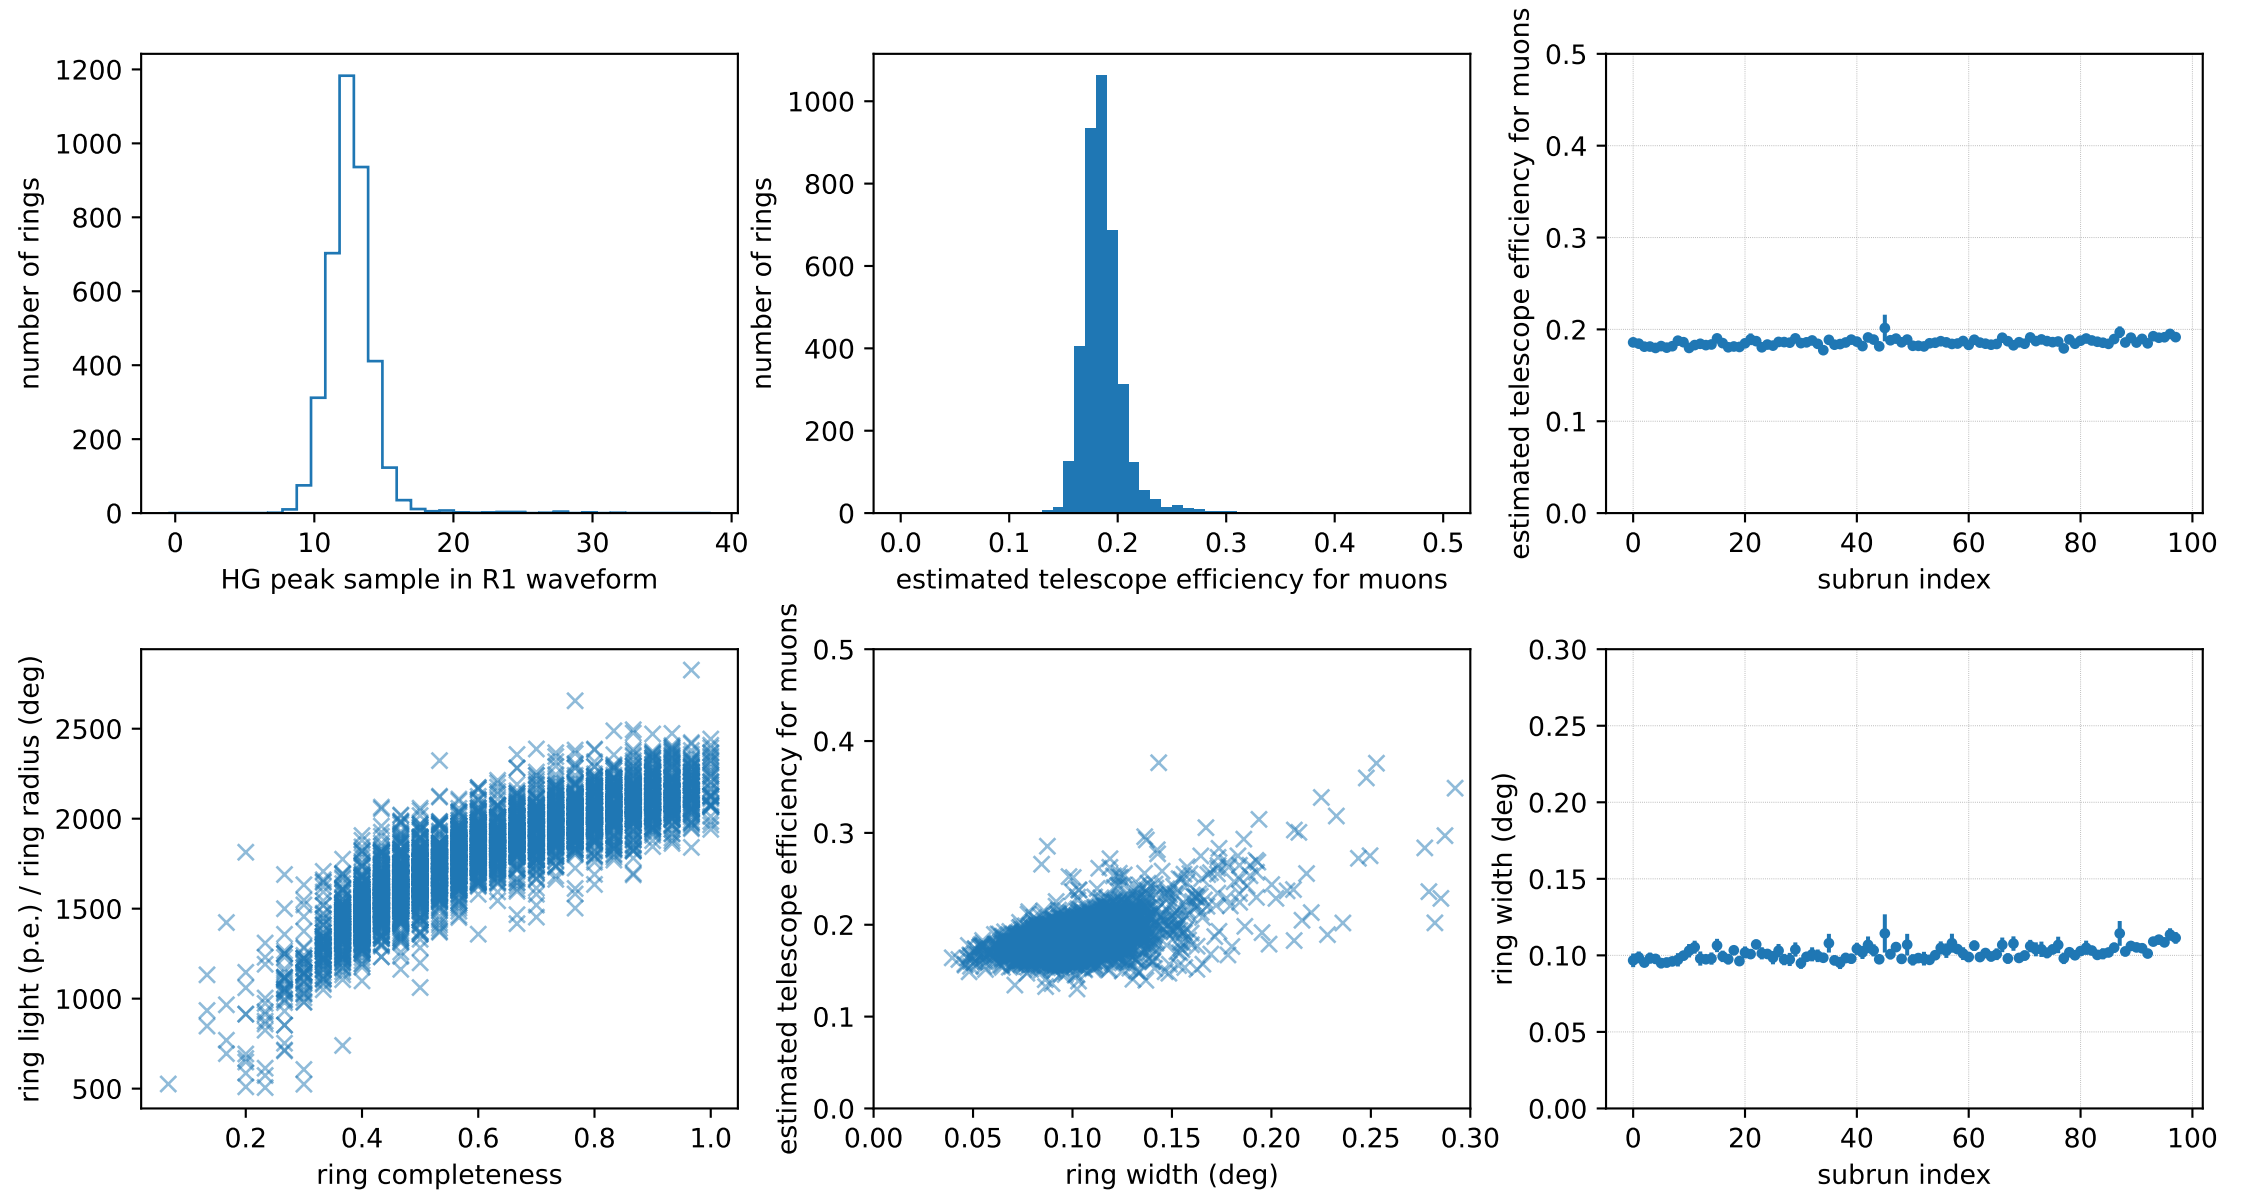 number of rings
1200
1000
800
600
400
200
0
0 10 20 30 40
HG peak sample in R1 waveform
number of rings
1000
800
600
400
200
0
0.0 0.1 0.2 0.3 0.4 0.5
estimated telescope efficiency for muons
estimated telescope efficiency for muons
0.5
0.4
0.3
0.2
0.1
0.0
0 20 40 60 80 100
subrun index
ring light (p.e.) / ring radius (deg)
2500
2000
1500
1000
500
0.2 0.4 0.6 0.8 1.0
ring completeness
estimated telescope efficiency for muons
0.5
0.4
0.3
0.2
0.1
0.0
0.00 0.05 0.10 0.15 0.20 0.25 0.30
ring width (deg)
ring width (deg)
0.30
0.25
0.20
0.15
0.10
0.05
0.00
0 20 40 60 80 100
subrun index